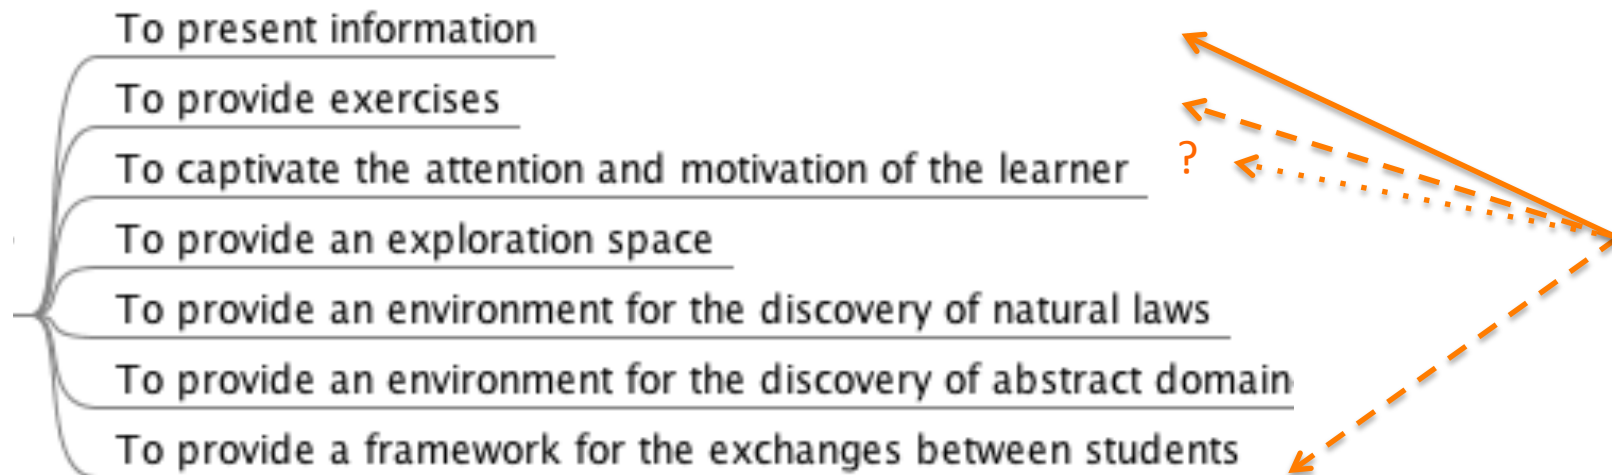 To present information
To provide exercises
To captivate the attention and motivation of the learner
?
To provide an exploration space
To provide an environment for the discovery of natural laws
To provide an environment for the discovery of abstract domain
To provide a framework for the exchanges between students